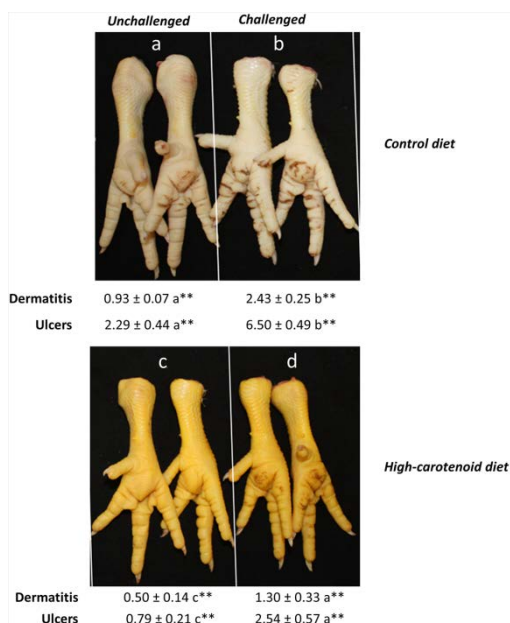 Unchallenged Challenged
a b
Control diet
Dermatitis 0.93 ± 0.07 a** 2.43 ± 0.25 b**
Ulcers 2.29 ± 0.44 a** 6.50 ± 0.49 b**
c d
High-carotenoid diet
Dermatitis 0.50 ± 0.14 c** 1.30 ± 0.33 a**
Ulcers 0.79 ± 0.21 c** 2.54 ± 0.57 a**